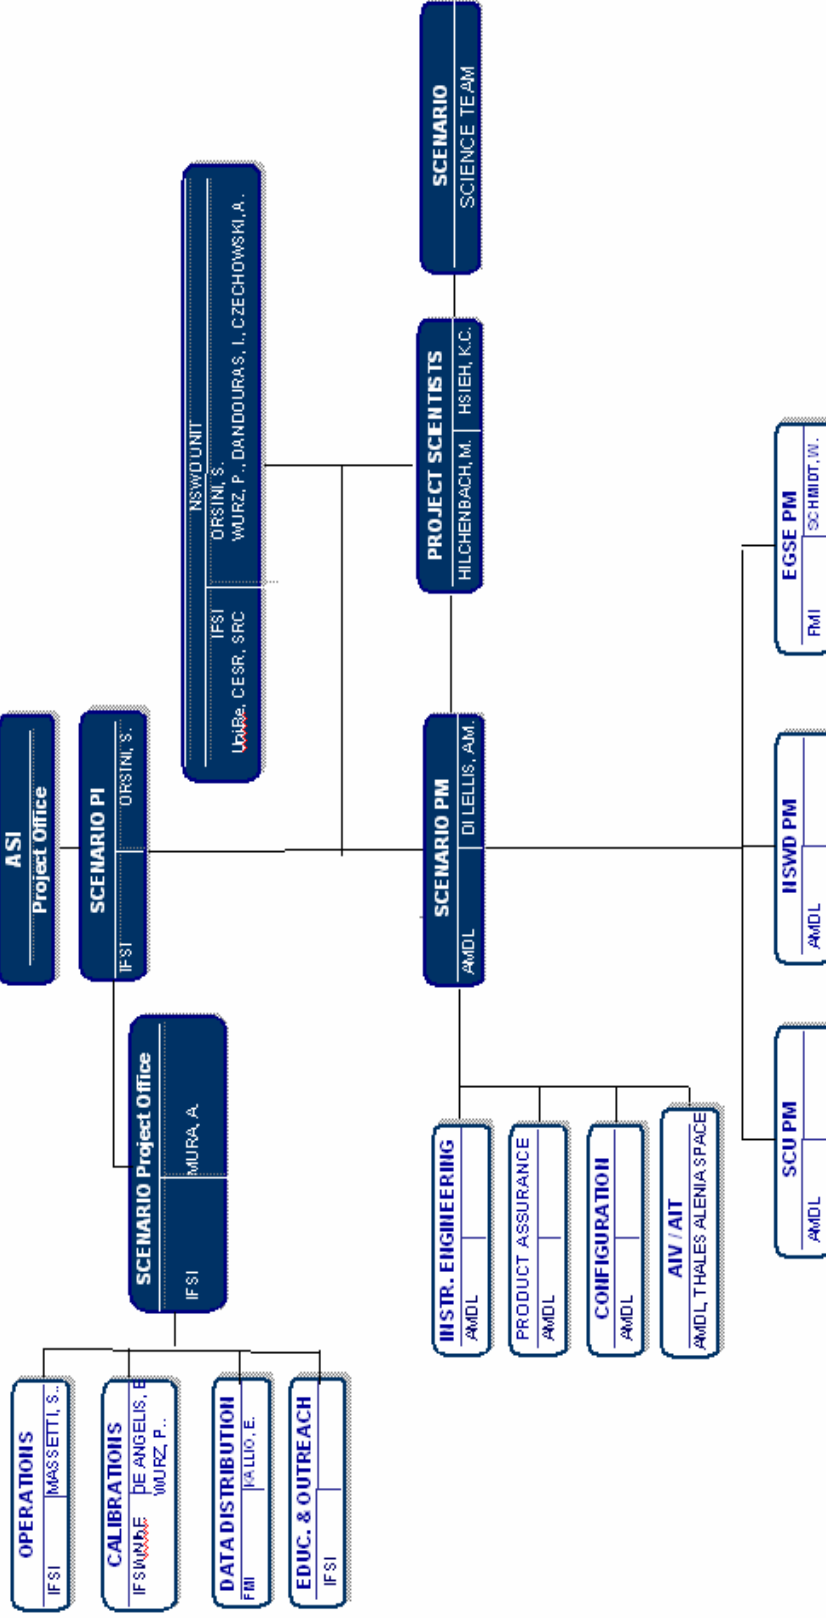 ASI
Project Office
SCENARIO PI
IFSI ORSINI, S.
SCENARIO Project Office
IFSI MURA, A.
NSWD UNIT
IFSI ORSINI, S.
UniBe, CESR, SRC WURZ, P., DANDOURAS, I., CZECHOWSKI, A.
OPERATIONS
IFSI MASSETTI, S..
CALIBRATIONS
DE ANGELIS, E
WURZ, P..
DATA DISTRIBUTION
FMI KALLIO, E.
EDUC. & OUTREACH
IFSI
SCENARIO PM
AMDL DI LELLIS, A.M.
PROJECT SCIENTISTS
HILCHENBACH, M. HSIEH, K.C.
SCENARIO
SCIENCE TEAM
INSTR. ENGINEERING
AMDL
PRODUCT ASSURANCE
AMDL
CONFIGURATION
AMDL
AIV / AIT
AMDL, THALES ALENIA SPACE
SCU PM
AMDL
NSWD PM
AMDL
EGSE PM
FMI SCHMIDT, W.